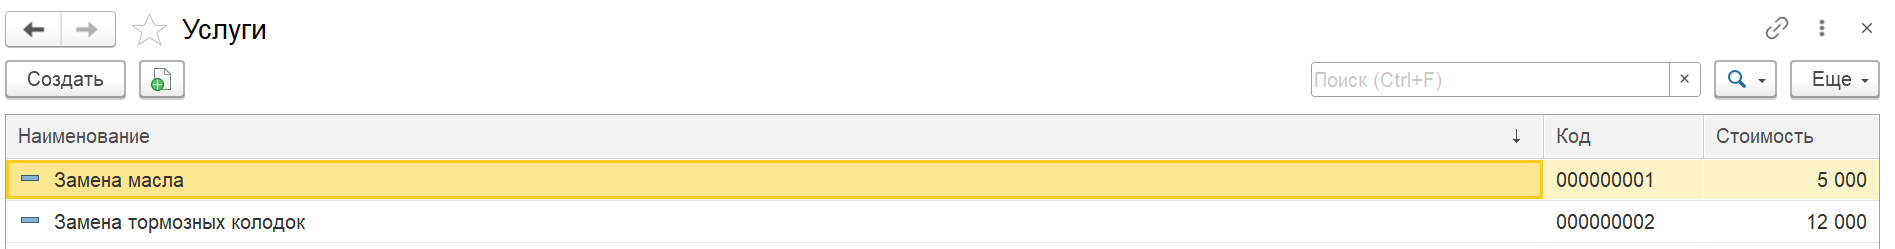 Услуги
Создать Поиск (Ctrl+F) × Еще
Наименование ↓ Код Стоимость
Замена масла 000000001 5 000
Замена тормозных колодок 000000002 12 000